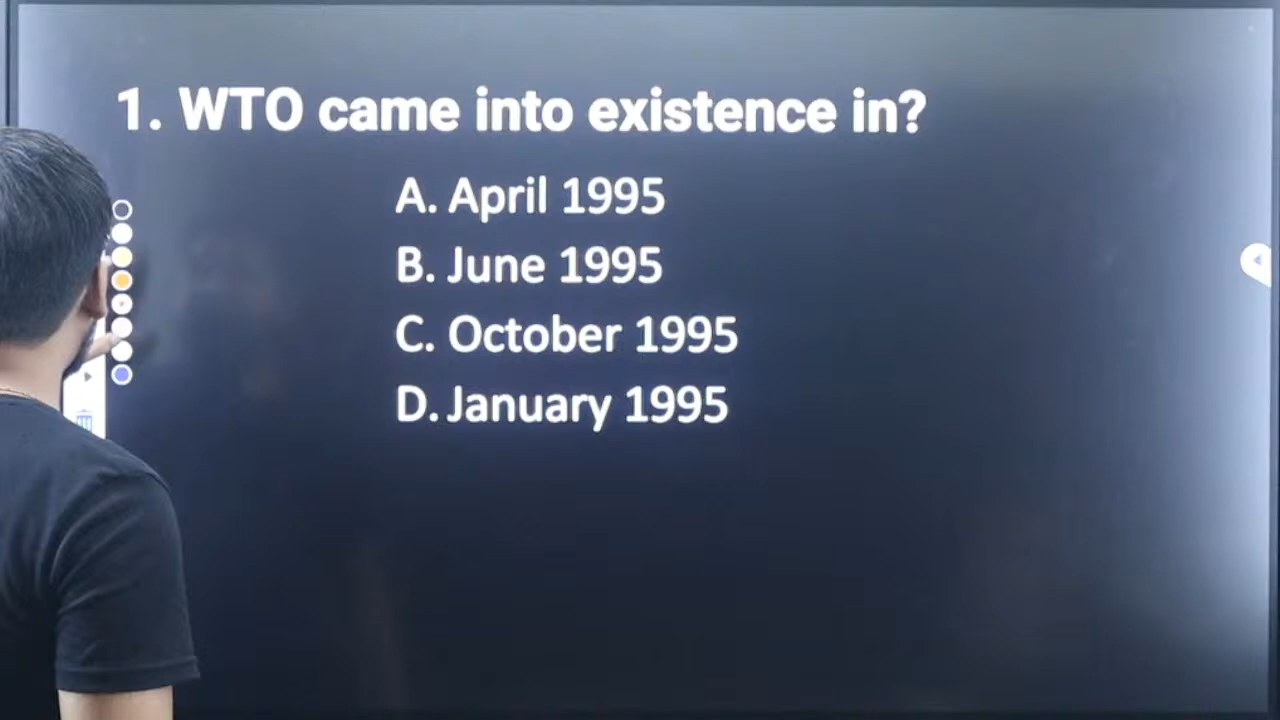 1. WTO came into existence in?
A. April 1995
B. June 1995
C. October 1995
D. January 1995